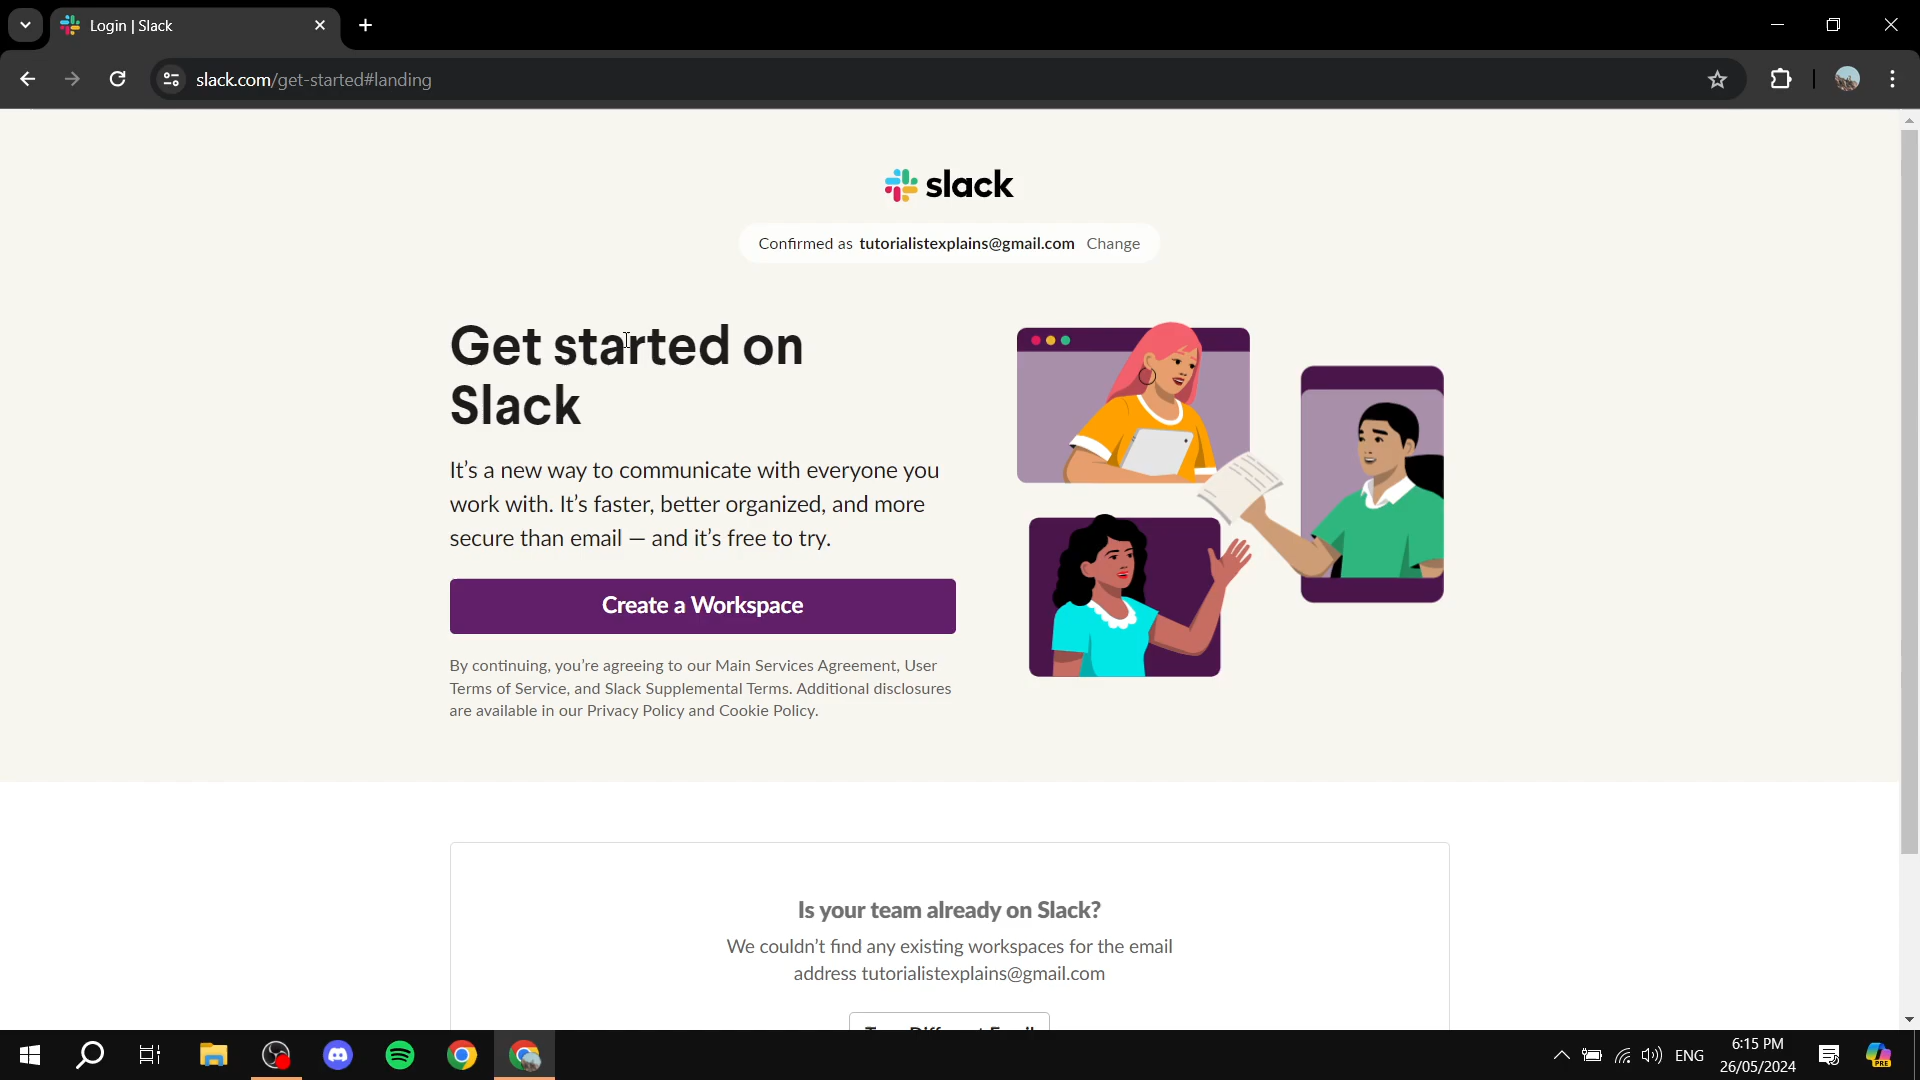 Login | Slack
slack.com/get-started#landing
slack
Confirmed as tutorialistexplains@gmail.com Change
Get started on
Slack
It's a new way to communicate with everyone you
work with. It's faster, better organized, and more
secure than email — and it's free to try.
Create a Workspace
By continuing, you're agreeing to our Main Services Agreement, User
Terms of Service, and Slack Supplemental Terms. Additional disclosures
are available in our Privacy Policy and Cookie Policy.
Is your team already on Slack?
We couldn't find any existing workspaces for the email
address tutorialistexplains@gmail.com
ENG
6:15 PM
26/05/2024
PRE